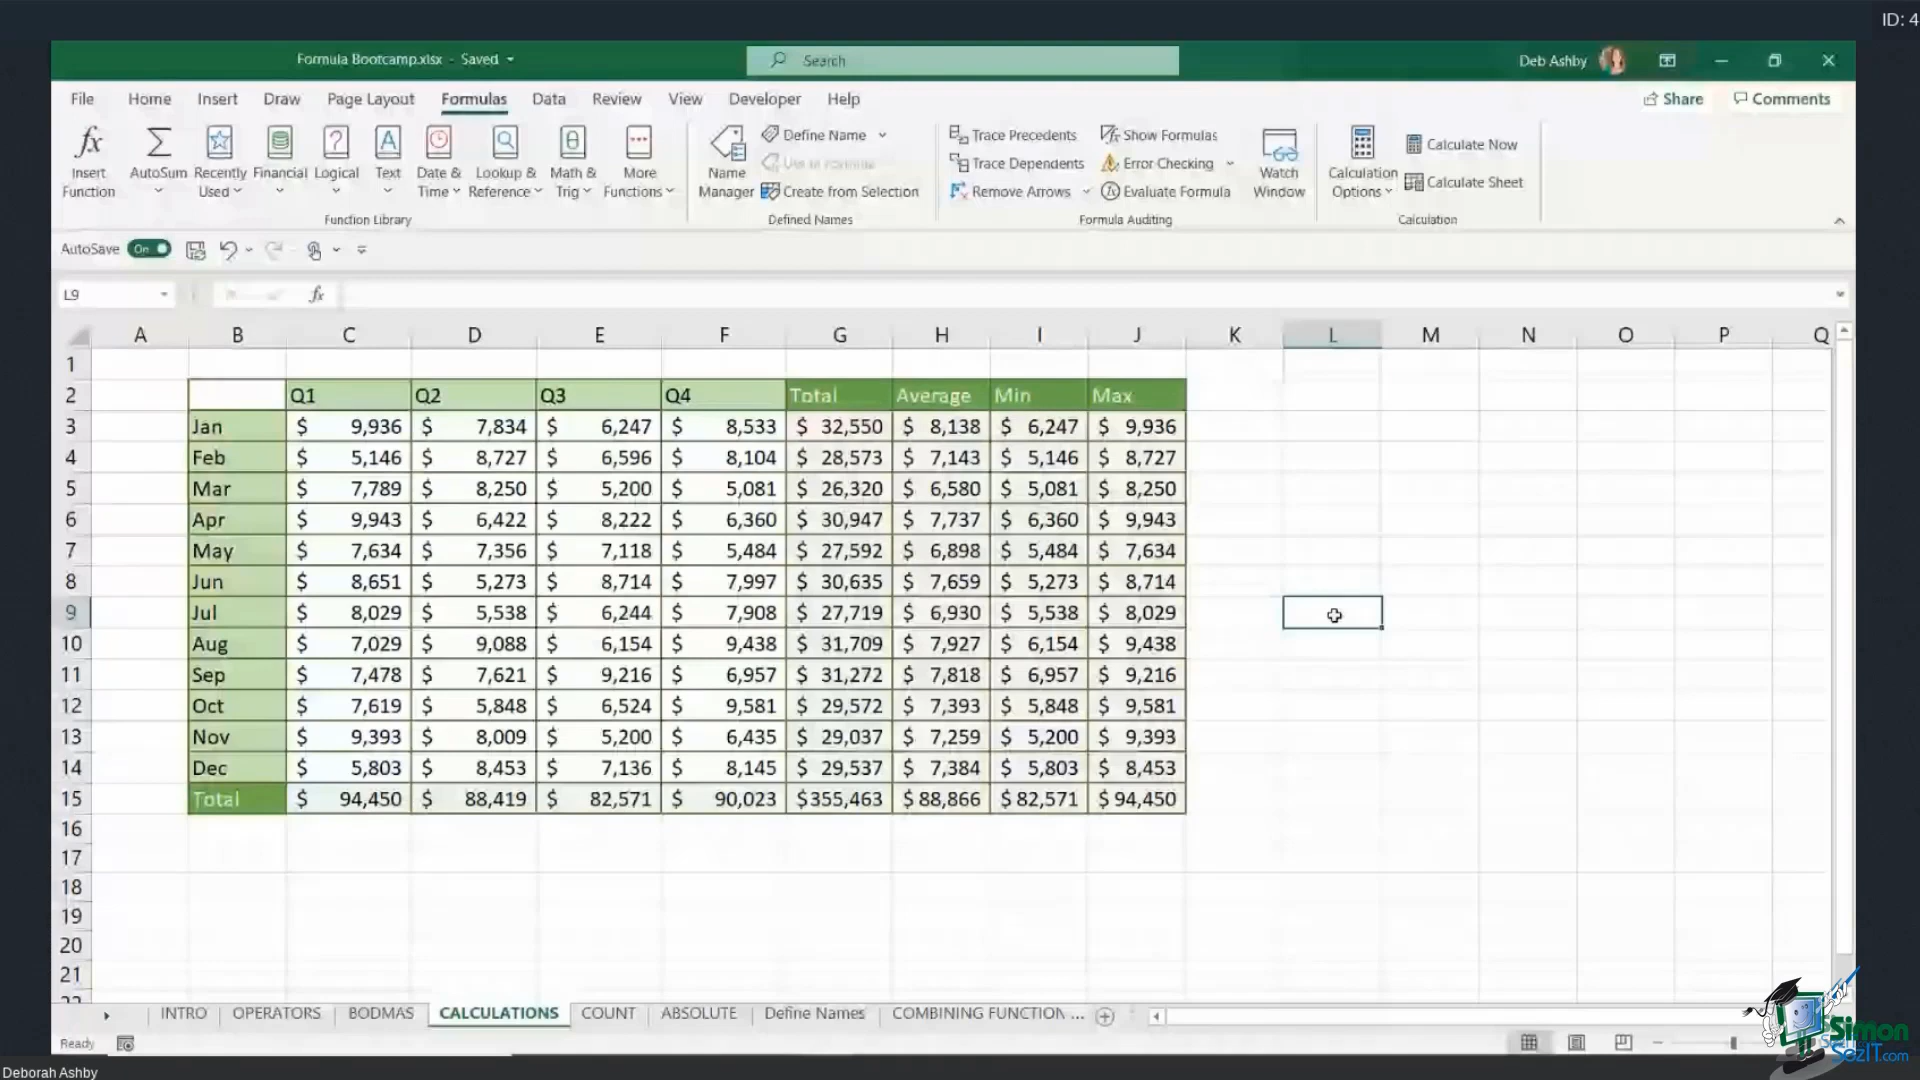 ID: 4
Formula Bootcamp.xlsx - Saved
Search
Deb Ashby
File Home Insert Draw Page Layout Formulas Data Review View Developer Help
Share Comments
Insert Function
AutoSum
Recently Used
Financial
Logical
Text
Date & Time
Lookup & Reference
Math & Trig
More Functions
Function Library
Name Manager
Define Name
Create from Selection
Defined Names
Trace Precedents
Trace Dependents
Remove Arrows
Show Formulas
Error Checking
Evaluate Formula
Formula Auditing
Watch Window
Calculation Options
Calculate Now
Calculate Sheet
Calculation
AutoSave On
L9
fx
A B C D E F G H I J K L M N O P Q
1
2 Q1 Q2 Q3 Q4 Total Average Min Max
3 Jan $ 9,936 $ 7,834 $ 6,247 $ 8,533 $ 32,550 $ 8,138 $ 6,247 $ 9,936
4 Feb $ 5,146 $ 8,727 $ 6,596 $ 8,104 $ 28,573 $ 7,143 $ 5,146 $ 8,727
5 Mar $ 7,789 $ 8,250 $ 5,200 $ 5,081 $ 26,320 $ 6,580 $ 5,081 $ 8,250
6 Apr $ 9,943 $ 6,422 $ 8,222 $ 6,360 $ 30,947 $ 7,737 $ 6,360 $ 9,943
7 May $ 7,634 $ 7,356 $ 7,118 $ 5,484 $ 27,592 $ 6,898 $ 5,484 $ 7,634
8 Jun $ 8,651 $ 5,273 $ 8,714 $ 7,997 $ 30,635 $ 7,659 $ 5,273 $ 8,714
9 Jul $ 8,029 $ 5,538 $ 6,244 $ 7,908 $ 27,719 $ 6,930 $ 5,538 $ 8,029
10 Aug $ 7,029 $ 9,088 $ 6,154 $ 9,438 $ 31,709 $ 7,927 $ 6,154 $ 9,438
11 Sep $ 7,478 $ 7,621 $ 9,216 $ 6,957 $ 31,272 $ 7,818 $ 6,957 $ 9,216
12 Oct $ 7,619 $ 5,848 $ 6,524 $ 9,581 $ 29,572 $ 7,393 $ 5,848 $ 9,581
13 Nov $ 9,393 $ 8,009 $ 5,200 $ 6,435 $ 29,037 $ 7,259 $ 5,200 $ 9,393
14 Dec $ 5,803 $ 8,453 $ 7,136 $ 8,145 $ 29,537 $ 7,384 $ 5,803 $ 8,453
15 Total $ 94,450 $ 88,419 $ 82,571 $ 90,023 $355,463 $ 88,866 $ 82,571 $ 94,450
16
17
18
19
20
21
INTRO OPERATORS BODMAS CALCULATIONS COUNT ABSOLUTE Define Names COMBINING FUNCTION ...
Ready
Simon
SezIT.com
Deborah Ashby